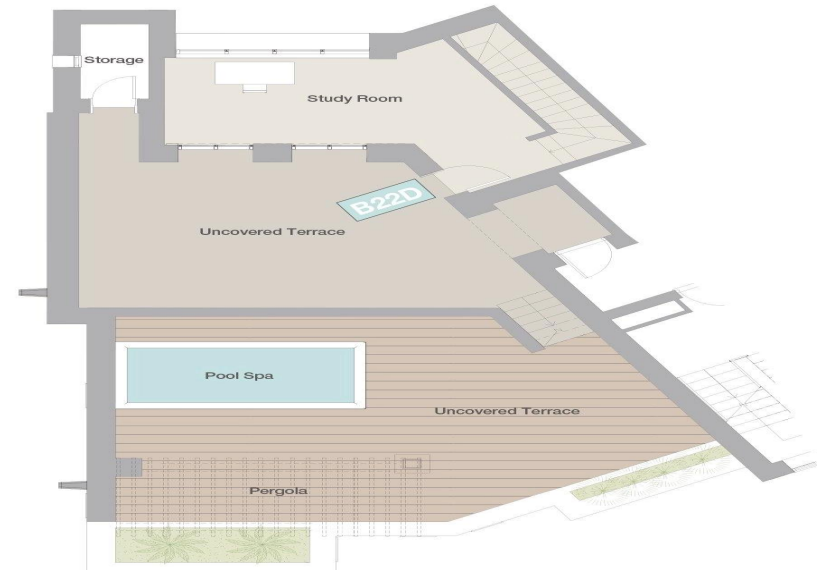 Storage
Study Room
B22D
Uncovered Terrace
Pool Spa
Uncovered Terrace
Pergola